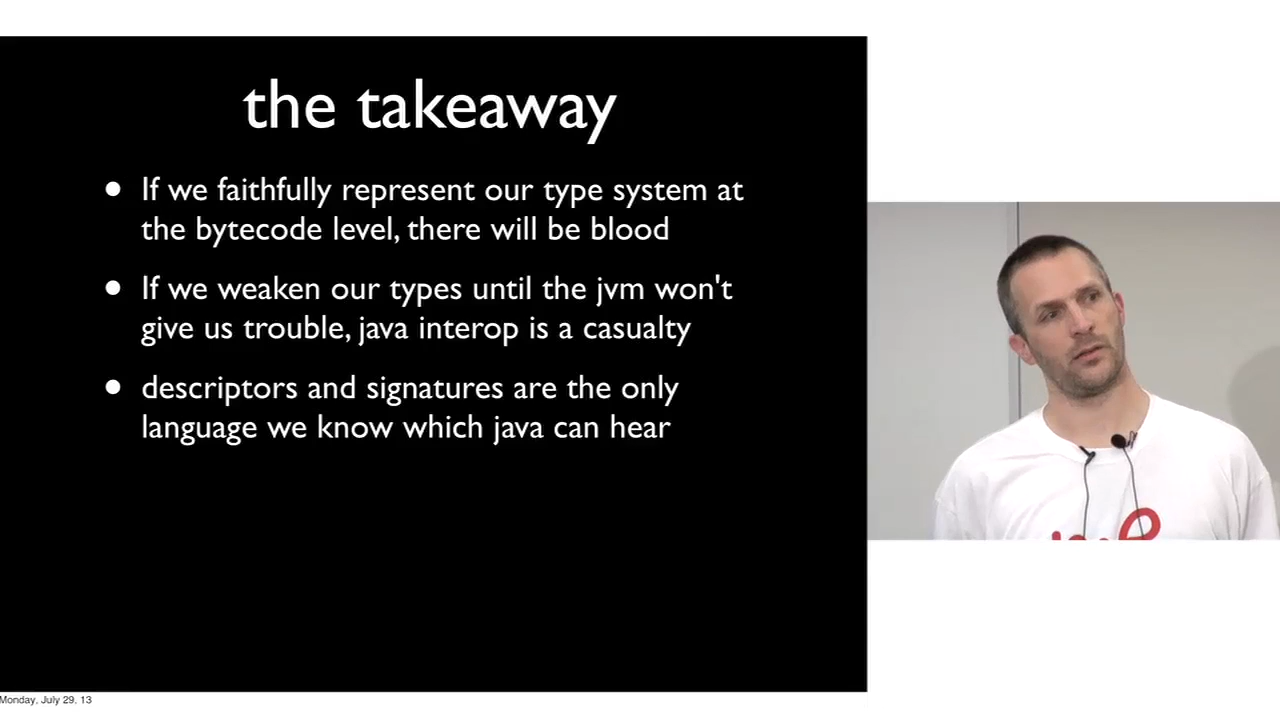 the takeaway
• If we faithfully represent our type system at
the bytecode level, there will be blood
• If we weaken our types until the jvm won't
give us trouble, java interop is a casualty
• descriptors and signatures are the only
language we know which java can hear
Monday, July 29, 13